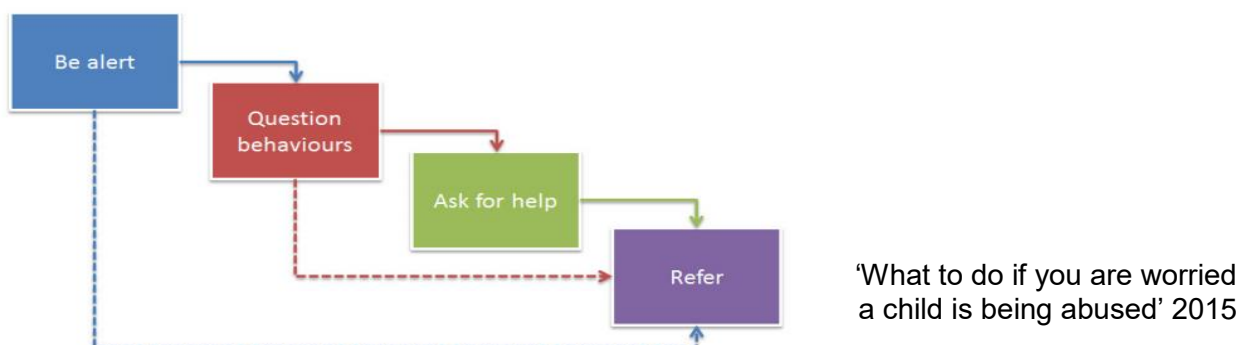 Be alert
Question
behaviours
Ask for help
Refer
‘What to do if you are worried
a child is being abused’ 2015